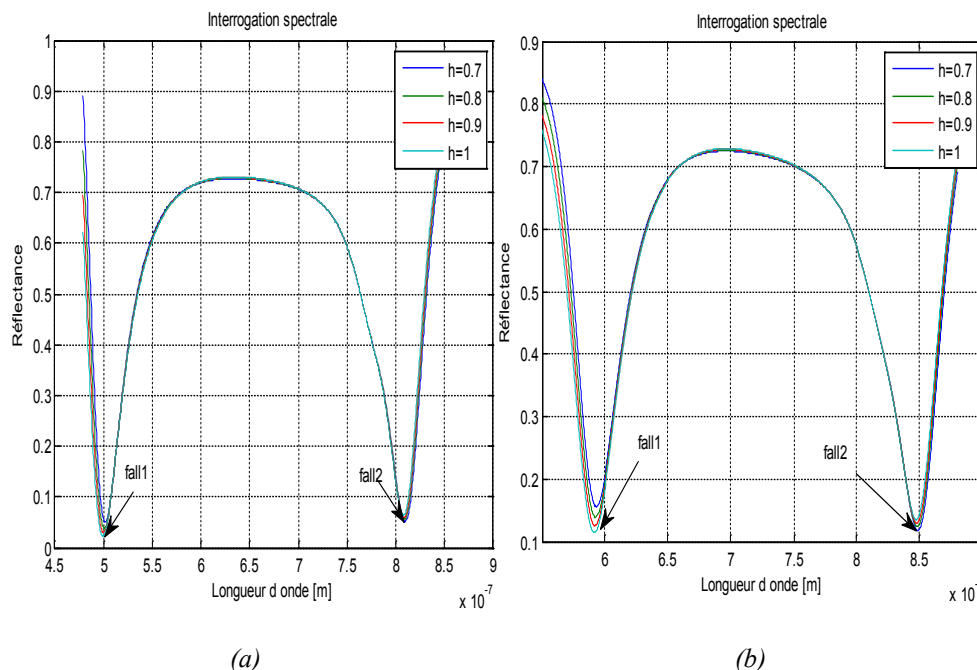 Interrogation spectrale
1
0.9
0.8
0.7
0.6
0.5
0.4
0.3
0.2
0.1
0
Réflectance
h=0.7
h=0.8
h=0.9
h=1
fall1
fall2
4.5 5 5.5 6 6.5 7 7.5 8 8.5 9
Longueur d onde [m]
x 10-7
(a)
Interrogation spectrale
0.9
0.8
0.7
0.6
0.5
0.4
0.3
0.2
0.1
Réflectance
h=0.7
h=0.8
h=0.9
h=1
fall1
fall2
6 6.5 7 7.5 8 8.5
Longueur d onde [m]
x 10
(b)